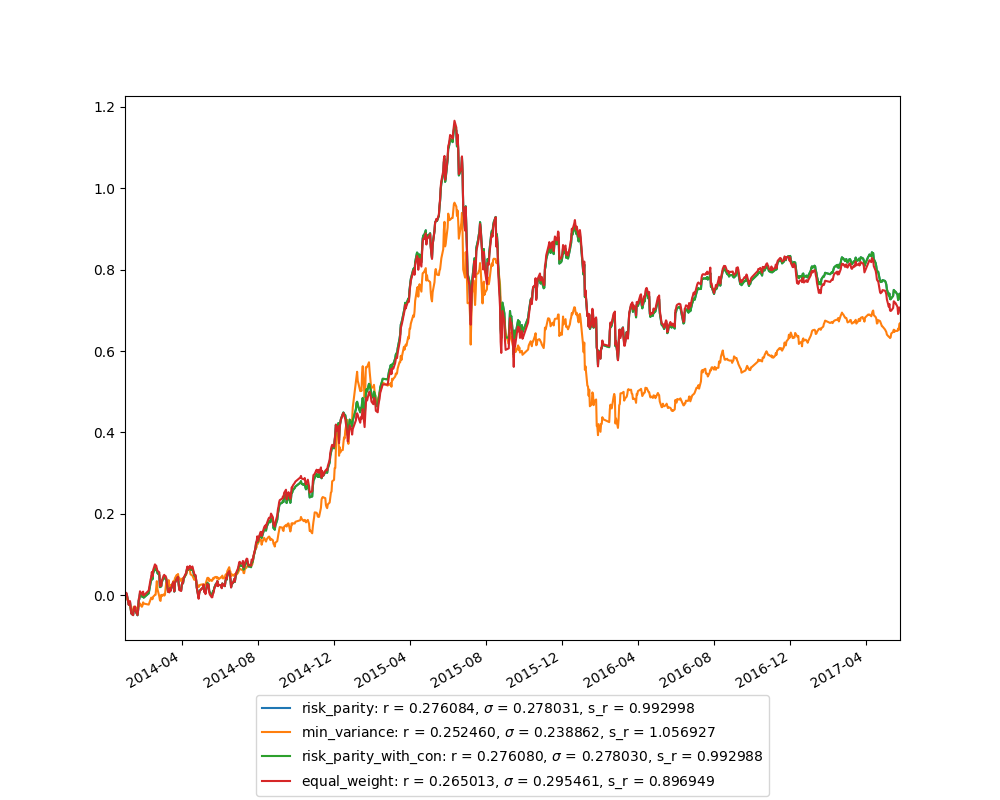 1.2
1.0
0.8
0.6
0.4
0.2
0.0
2014-04 2014-08 2014-12 2015-04 2015-08 2015-12 2016-04 2016-08 2016-12 2017-04
risk_parity: r = 0.276084, σ = 0.278031, s_r = 0.992998
min_variance: r = 0.252460, σ = 0.238862, s_r = 1.056927
risk_parity_with_con: r = 0.276080, σ = 0.278030, s_r = 0.992988
equal_weight: r = 0.265013, σ = 0.295461, s_r = 0.896949